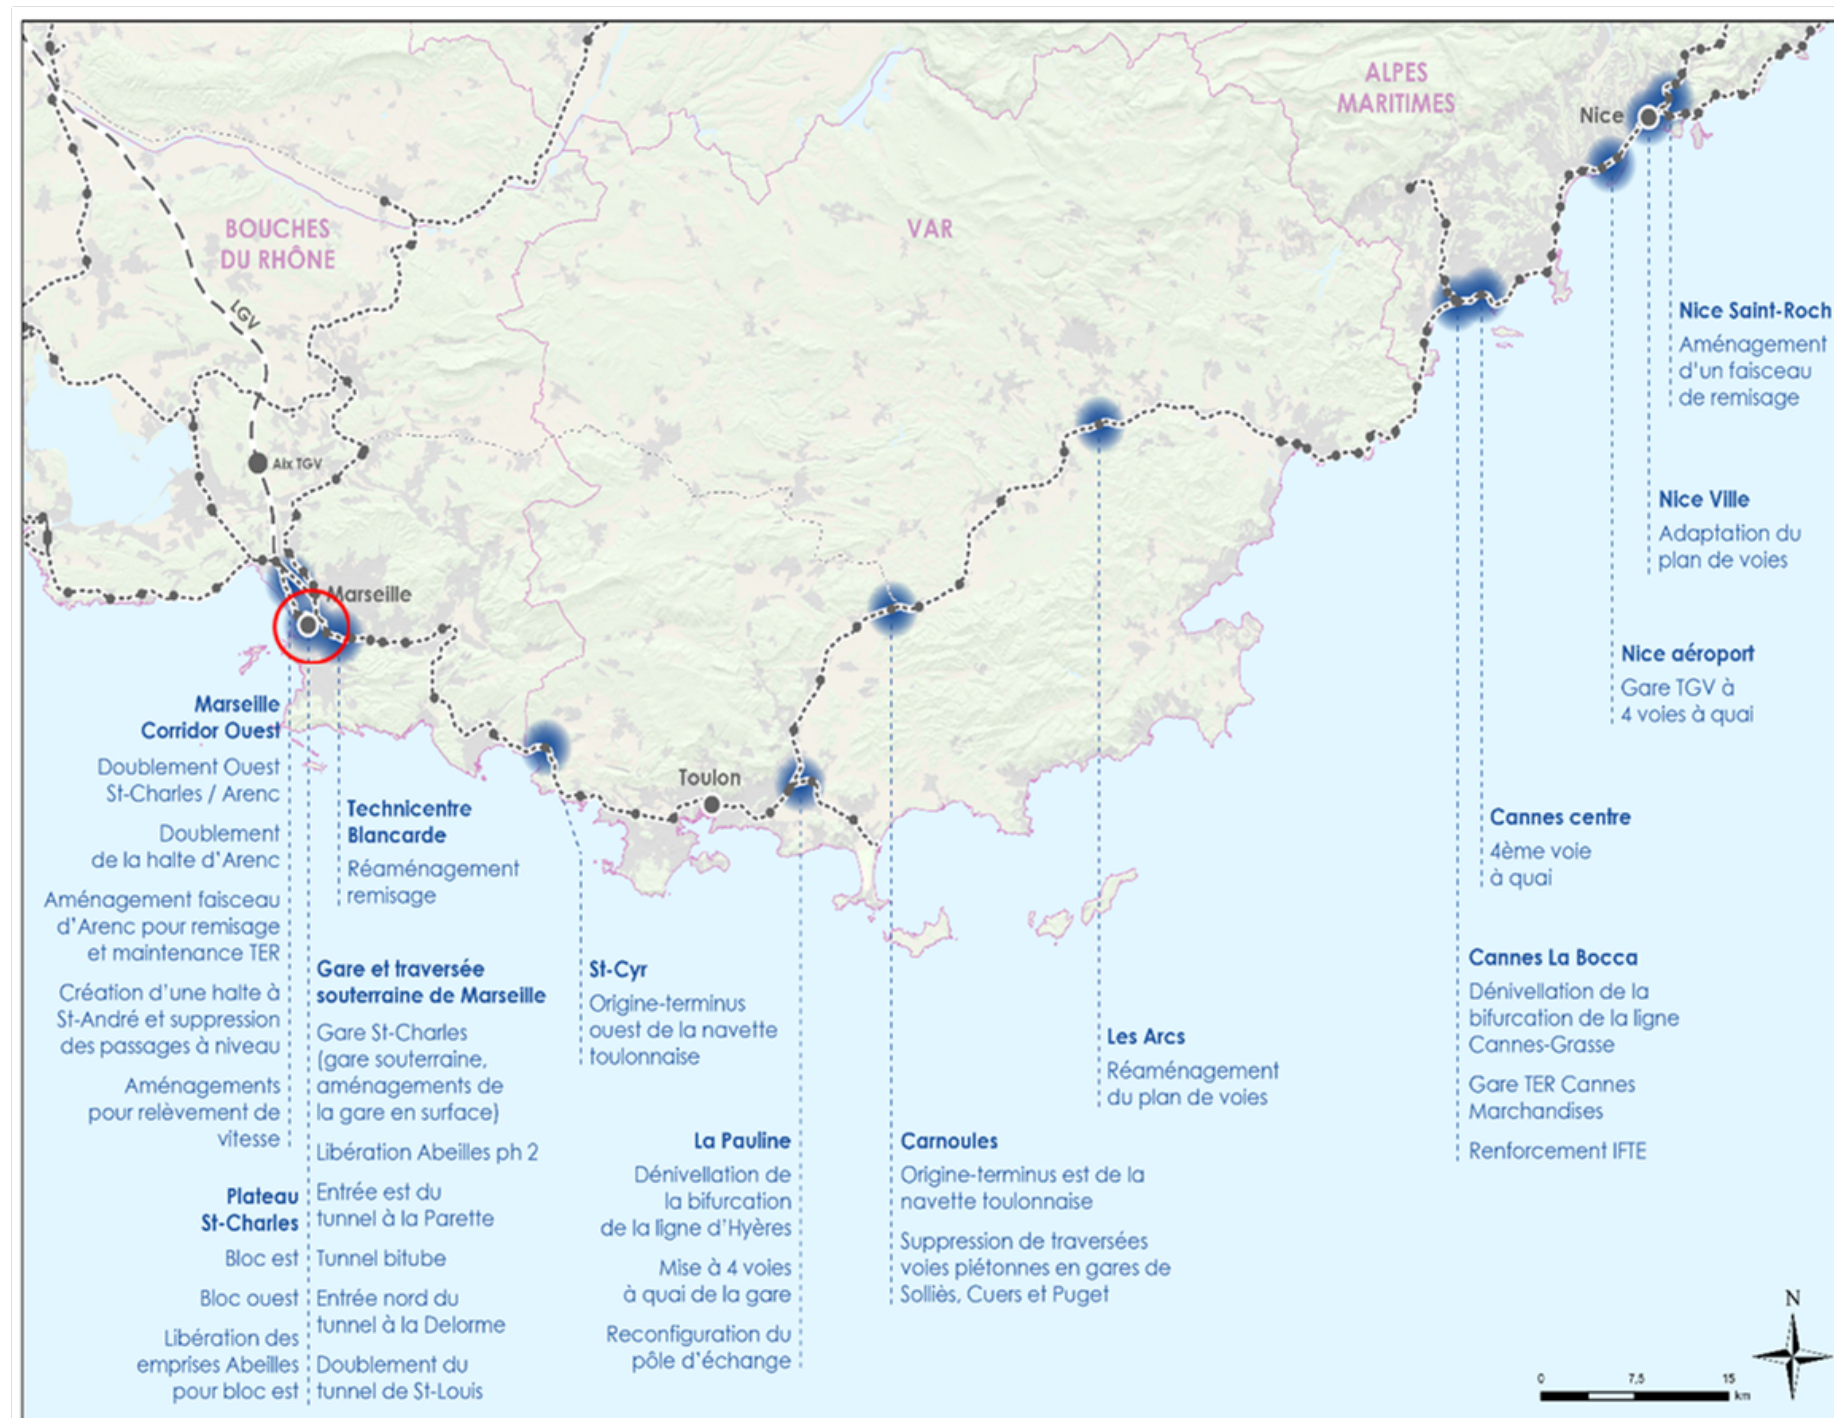 ALPES
MARITIMES
Nice
BOUCHES
DU RHÔNE
VAR
LGV
Aix TGV
Marseille
Toulon
Nice Saint-Roch
Aménagement
d'un faisceau
de remisage
Nice Ville
Adaptation du
plan de voies
Nice aéroport
Gare TGV à
4 voies à quai
Cannes centre
4ème voie
à quai
Cannes La Bocca
Dénivellation de la
bifurcation de la ligne
Cannes-Grasse
Gare TER Cannes
Marchandises
Renforcement IFTE
Les Arcs
Réaménagement
du plan de voies
Carnoules
Origine-terminus est de la
navette toulonnaise
Suppression de traversées
voies piétonnes en gares de
Solliès, Cuers et Puget
La Pauline
Dénivellation de
la bifurcation
de la ligne d'Hyères
Mise à 4 voies
à quai de la gare
Reconfiguration du
pôle d'échange
St-Cyr
Origine-terminus
ouest de la navette
toulonnaise
Technicentre
Blancarde
Réaménagement
remisage
Gare et traversée
souterraine de Marseille
Gare St-Charles
(gare souterraine,
aménagements de
la gare en surface)
Libération Abeilles ph 2
Entrée est du
tunnel à la Parette
Tunnel bitube
Entrée nord du
tunnel à la Delorme
Doublement du
tunnel de St-Louis
Marseille
Corridor Ouest
Doublement Ouest
St-Charles / Arenc
Doublement
de la halte d'Arenc
Aménagement faisceau
d'Arenc pour remisage
et maintenance TER
Création d'une halte à
St-André et suppression
des passages à niveau
Aménagements
pour relèvement de
vitesse
Plateau
St-Charles
Bloc est
Bloc ouest
Libération des
emprises Abeilles
pour bloc est
N
0 7,5 15
km